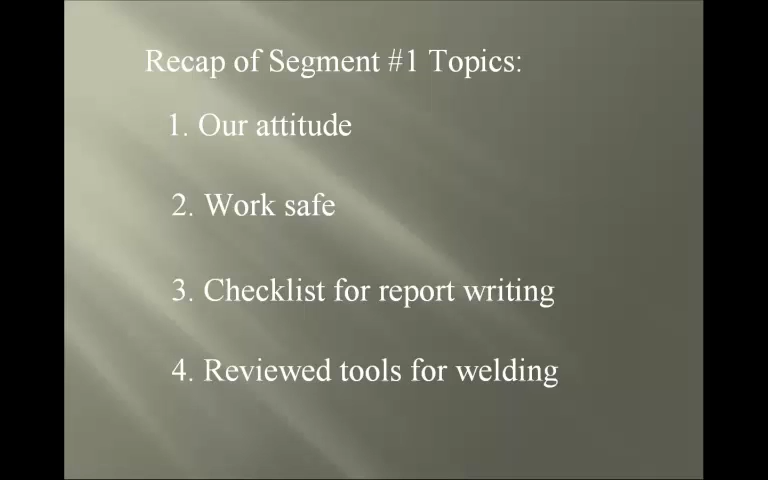 Recap of Segment #1 Topics:
1. Our attitude
2. Work safe
3. Checklist for report writing
4. Reviewed tools for welding